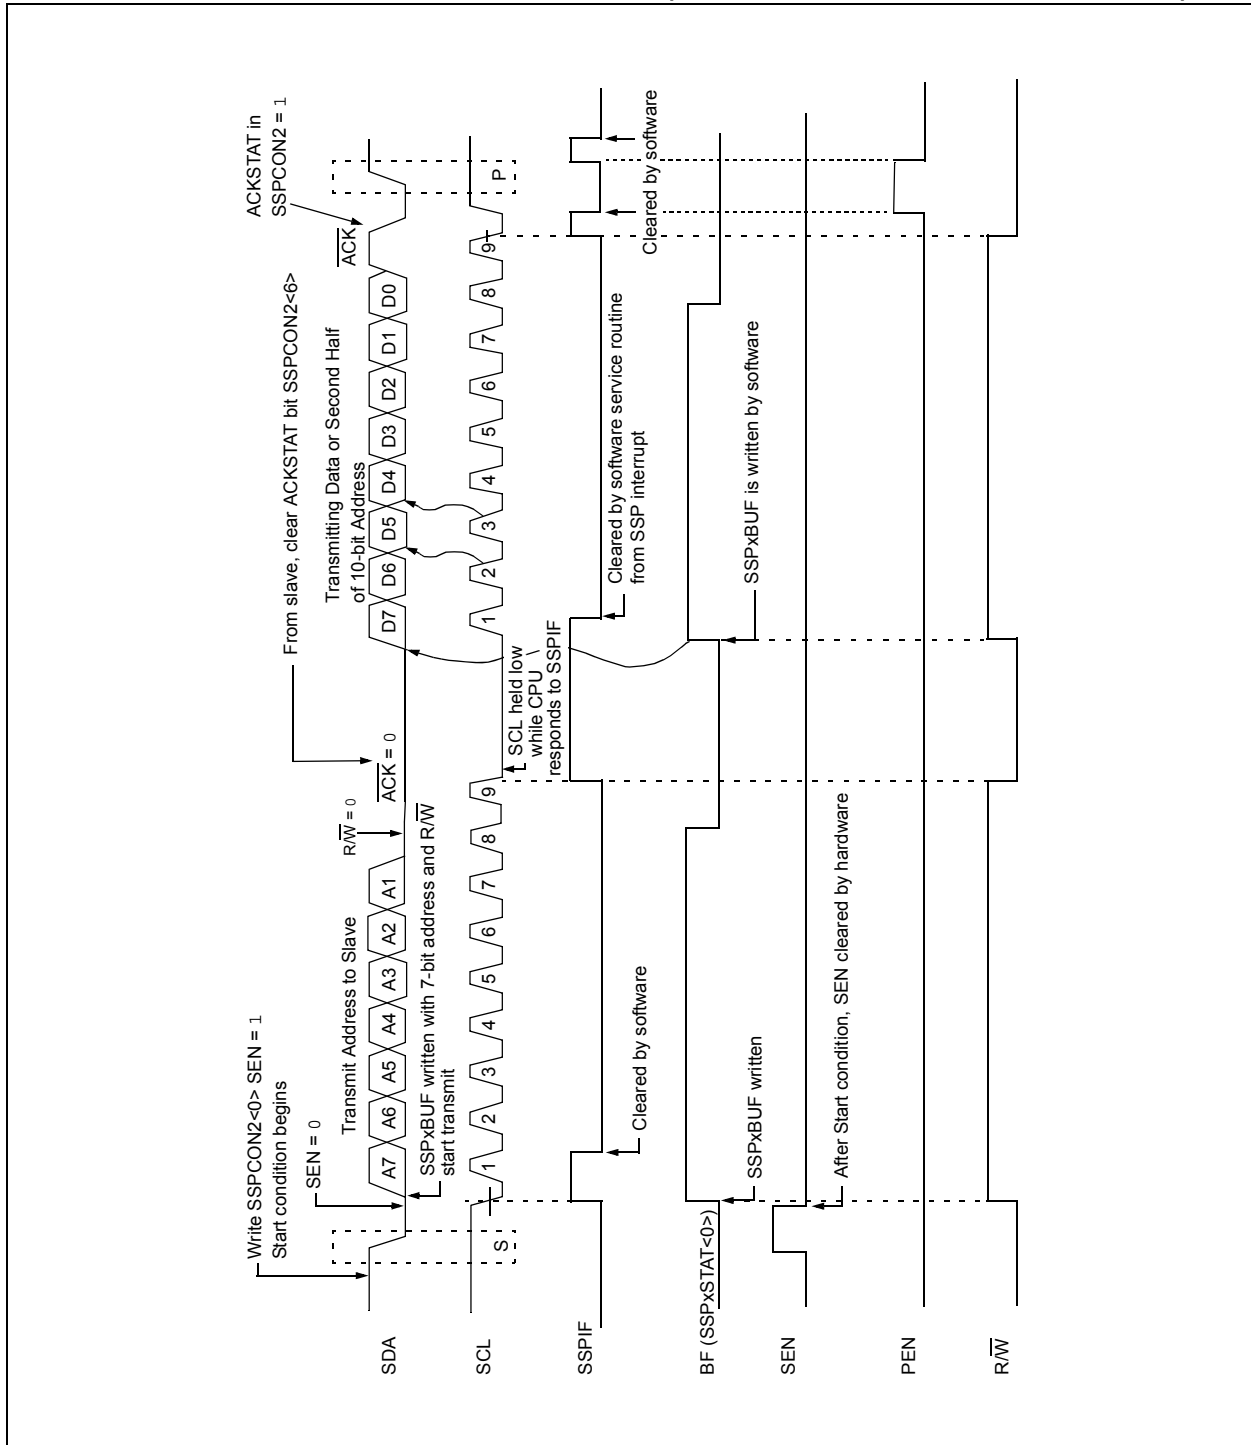 Write SSPCON2<0> SEN = 1
Start condition begins
SEN = 0
From slave, clear ACKSTAT bit SSPCON2<6>
ACKSTAT in
SSPCON2 = 1
Transmit Address to Slave
R/W = 0
ACK = 0
Transmitting Data or Second Half
of 10-bit Address
ACK
SDA
A7 A6 A5 A4 A3 A2 A1
D7 D6 D5 D4 D3 D2 D1 D0
SSPxBUF written with 7-bit address and R/W
start transmit
SCL
S
1 2 3 4 5 6 7 8 9
1 2 3 4 5 6 7 8 9
P
SCL held low
while CPU
responds to SSPIF
SSPIF
Cleared by software
Cleared by software service routine
from SSP interrupt
Cleared by software
Cleared by software
BF (SSPxSTAT<0>)
SSPxBUF written
SSPxBUF is written by software
SEN
After Start condition, SEN cleared by hardware
PEN
R/W